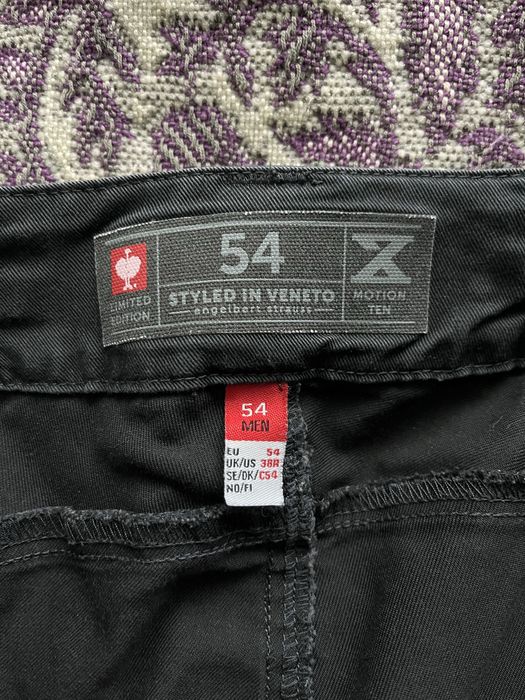 LIMITED
EDITION
54
STYLED IN VENETO
engelbert strauss
MOTION
TEN
54
MEN
EU 54
UK/US 38R
SE/DK/ C54
NO/FI